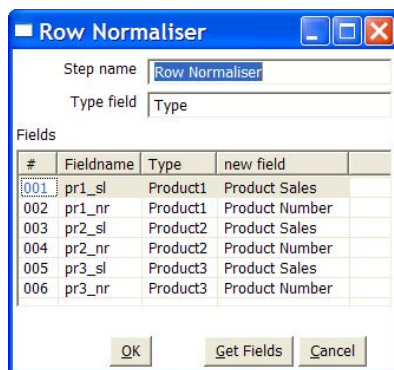 Row Normaliser
Step name Row Normaliser
Type field Type
Fields
# Fieldname Type new field
001 pr1_sl Product1 Product Sales
002 pr1_nr Product1 Product Number
003 pr2_sl Product2 Product Sales
004 pr2_nr Product2 Product Number
005 pr3_sl Product3 Product Sales
006 pr3_nr Product3 Product Number
OK Get Fields Cancel